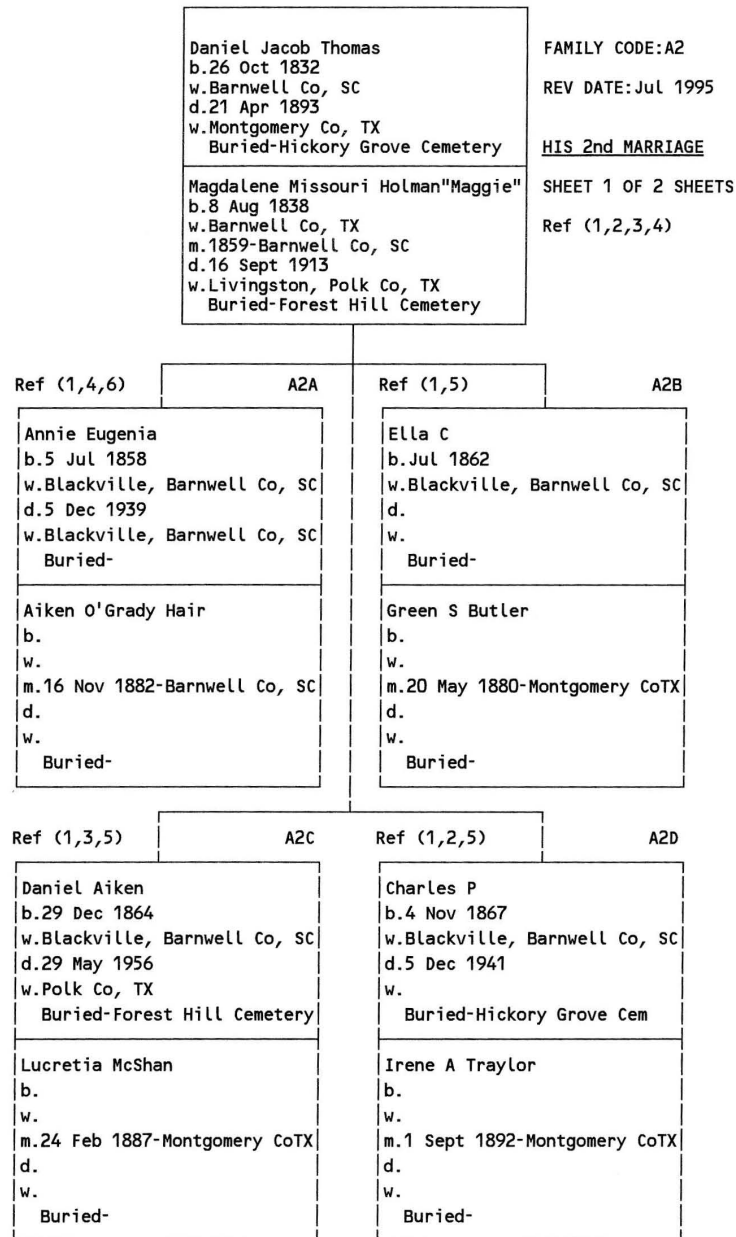 Daniel Jacob Thomas
b.26 Oct 1832
w.Barnwell Co, SC
d.21 Apr 1893
w.Montgomery Co, TX
Buried-Hickory Grove Cemetery
FAMILY CODE:A2
REV DATE:Jul 1995
HIS 2nd MARRIAGE
SHEET 1 OF 2 SHEETS
Ref (1,2,3,4)
Magdalene Missouri Holman"Maggie"
b.8 Aug 1838
w.Barnwell Co, TX
m.1859-Barnwell Co, SC
d.16 Sept 1913
w.Livingston, Polk Co, TX
Buried-Forest Hill Cemetery
Ref (1,4,6) A2A
Annie Eugenia
b.5 Jul 1858
w.Blackville, Barnwell Co, SC
d.5 Dec 1939
w.Blackville, Barnwell Co, SC
Buried-
Aiken O'Grady Hair
b.
w.
m.16 Nov 1882-Barnwell Co, SC
d.
w.
Buried-
Ref (1,5) A2B
Ella C
b.Jul 1862
w.Blackville, Barnwell Co, SC
d.
w.
Buried-
Green S Butler
b.
w.
m.20 May 1880-Montgomery CoTX
d.
w.
Buried-
Ref (1,3,5) A2C
Daniel Aiken
b.29 Dec 1864
w.Blackville, Barnwell Co, SC
d.29 May 1956
w.Polk Co, TX
Buried-Forest Hill Cemetery
Lucretia McShan
b.
w.
m.24 Feb 1887-Montgomery CoTX
d.
w.
Buried-
Ref (1,2,5) A2D
Charles P
b.4 Nov 1867
w.Blackville, Barnwell Co, SC
d.5 Dec 1941
w.
Buried-Hickory Grove Cem
Irene A Traylor
b.
w.
m.1 Sept 1892-Montgomery CoTX
d.
w.
Buried-